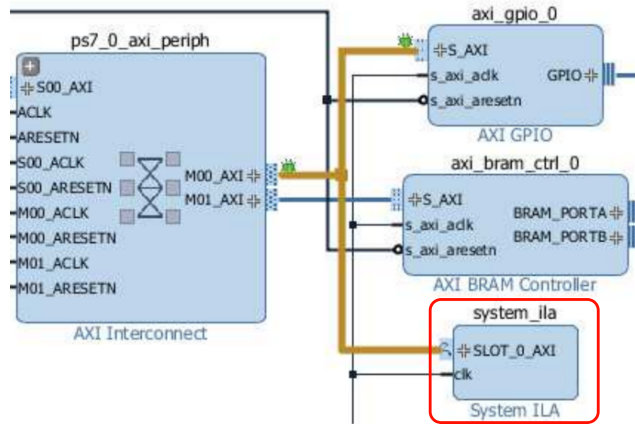 ps7_0_axi_periph
S00_AXI
ACLK
ARESETN
S00_ACLK
S00_ARESETN
M00_ACLK
M00_ARESETN
M01_ACLK
M01_ARESETN
M00_AXI
M01_AXI
AXI Interconnect
axi_gpio_0
S_AXI
s_axi_aclk
s_axi_aresetn
GPIO
AXI GPIO
axi_bram_ctrl_0
S_AXI
s_axi_aclk
s_axi_aresetn
BRAM_PORTA
BRAM_PORTB
AXI BRAM Controller
system_ila
SLOT_0_AXI
clk
System ILA